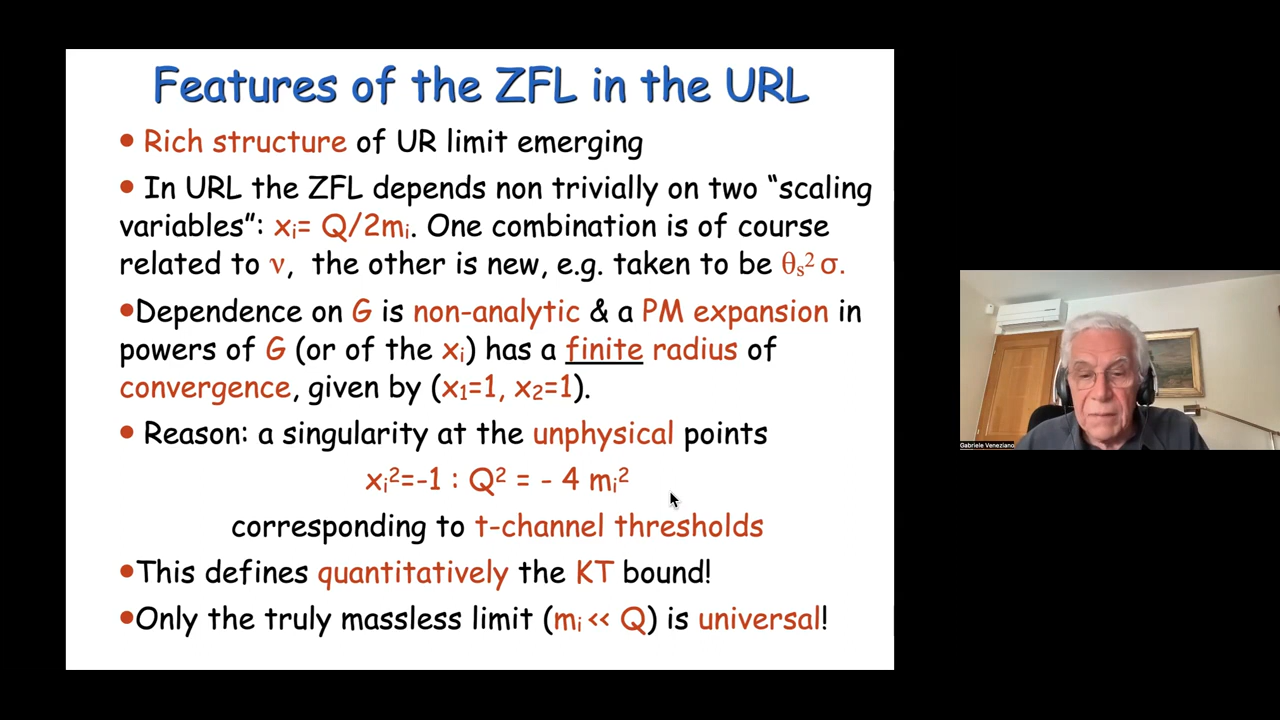 Features of the ZFL in the URL
• Rich structure of UR limit emerging
• In URL the ZFL depends non trivially on two “scaling
variables”: xᵢ= Q/2mᵢ. One combination is of course
related to ν, the other is new, e.g. taken to be θₛ² σ.
•Dependence on G is non-analytic & a PM expansion in
powers of G (or of the xᵢ) has a finite radius of
convergence, given by (x₁=1, x₂=1).
• Reason: a singularity at the unphysical points
xᵢ²=-1 : Q² = - 4 mᵢ²
corresponding to t-channel thresholds
•This defines quantitatively the KT bound!
•Only the truly massless limit (mᵢ << Q) is universal!
Gabriele Veneziano